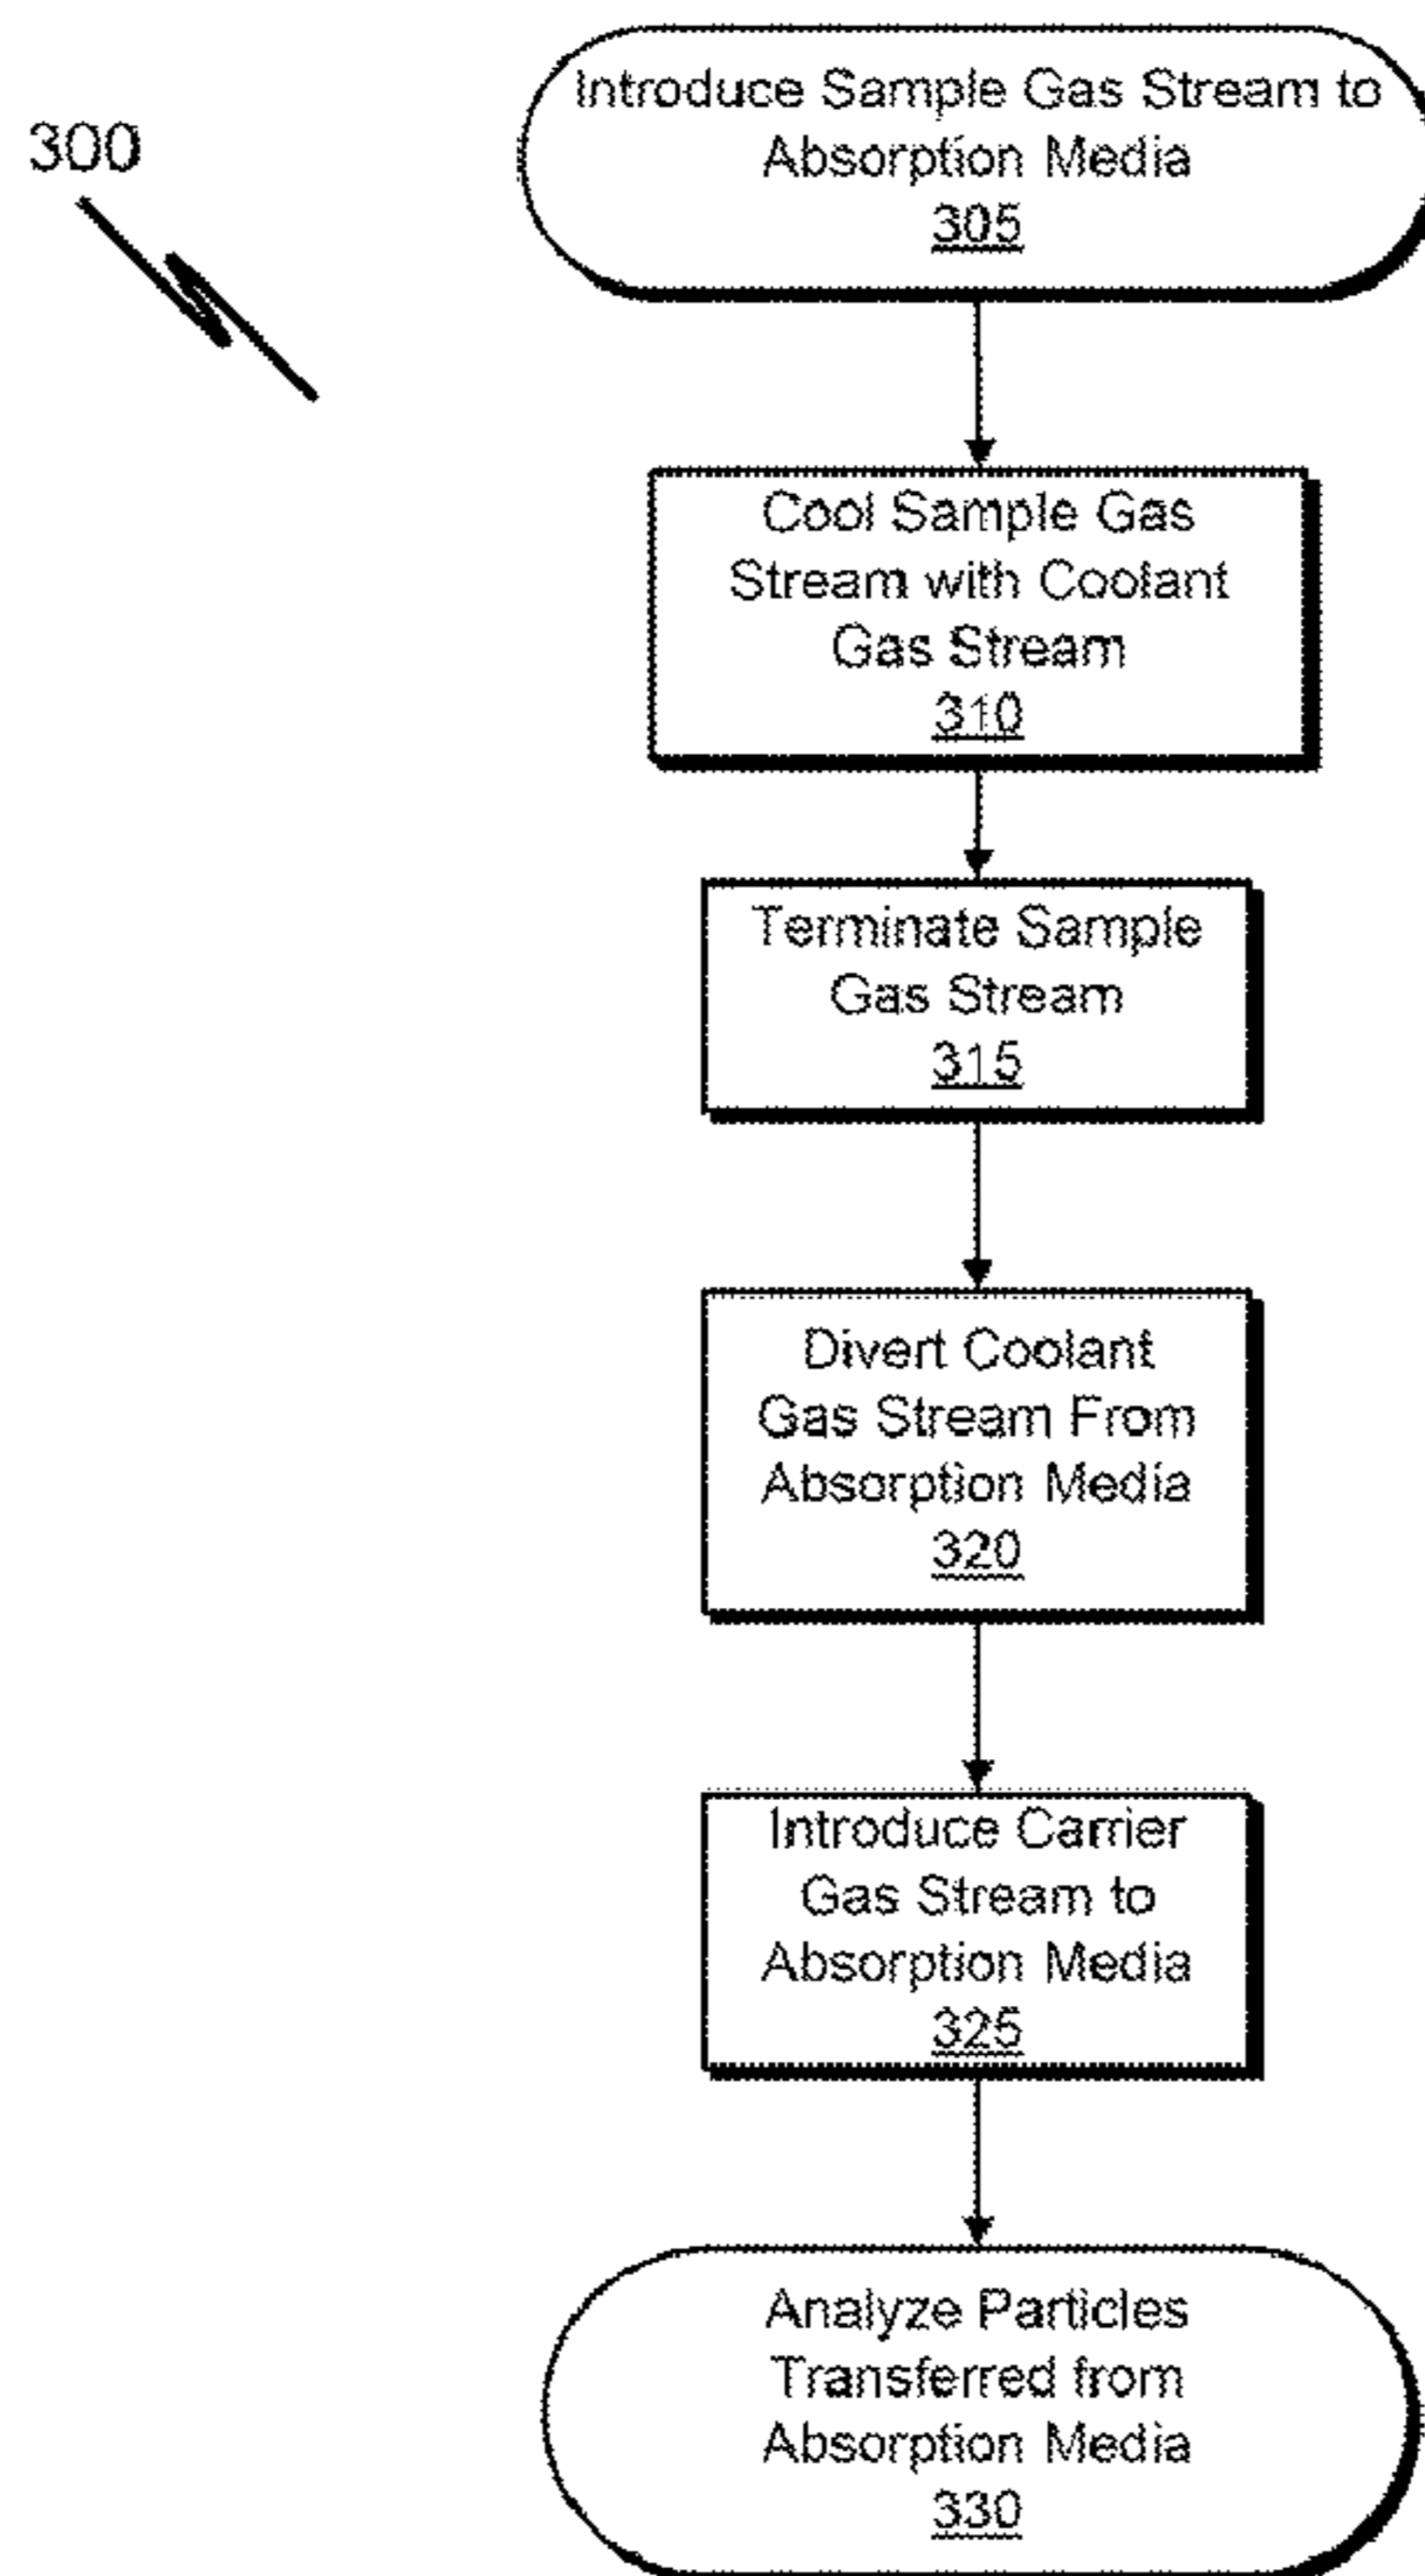 300
Introduce Sample Gas Stream to
Absorption Media
305
Cool Sample Gas
Stream with Coolant
Gas Stream
310
Terminate Sample
Gas Stream
315
Divert Coolant
Gas Stream From
Absorption Media
320
Introduce Carrier
Gas Stream to
Absorption Media
325
Analyze Particles
Transferred from
Absorption Media
330